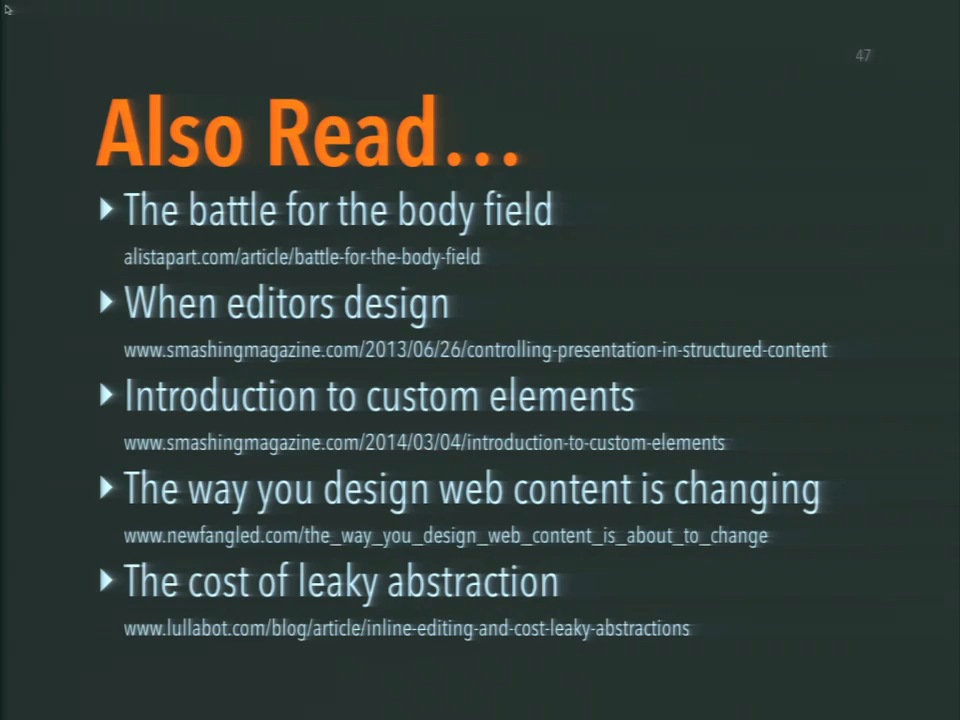 47
Also Read...
The battle for the body field
alistapart.com/article/battle-for-the-body-field
When editors design
www.smashingmagazine.com/2013/06/26/controlling-presentation-in-structured-content
Introduction to custom elements
www.smashingmagazine.com/2014/03/04/introduction-to-custom-elements
The way you design web content is changing
www.newfangled.com/the_way_you_design_web_content_is_about_to_change
The cost of leaky abstraction
www.lullabot.com/blog/article/inline-editing-and-cost-leaky-abstractions